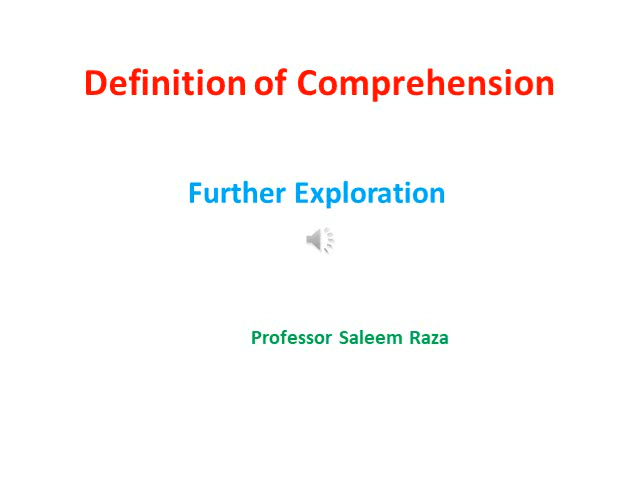 Definition of Comprehension
Further Exploration
Professor Saleem Raza